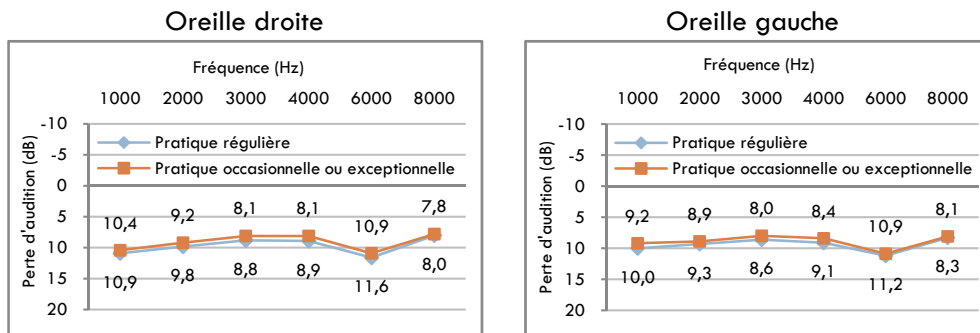 Oreille droite
Fréquence (Hz)
1000 2000 3000 4000 6000 8000
Perte d'audition (dB)
-10
-5
0
5
10
15
20
Pratique régulière
Pratique occasionnelle ou exceptionnelle
10,4 9,2 8,1 8,1 10,9 7,8
10,9 9,8 8,8 8,9 11,6 8,0
Oreille gauche
Fréquence (Hz)
1000 2000 3000 4000 6000 8000
Perte d'audition (dB)
-10
-5
0
5
10
15
20
Pratique régulière
Pratique occasionnelle ou exceptionnelle
9,2 8,9 8,0 8,4 10,9 8,1
10,0 9,3 8,6 9,1 11,2 8,3